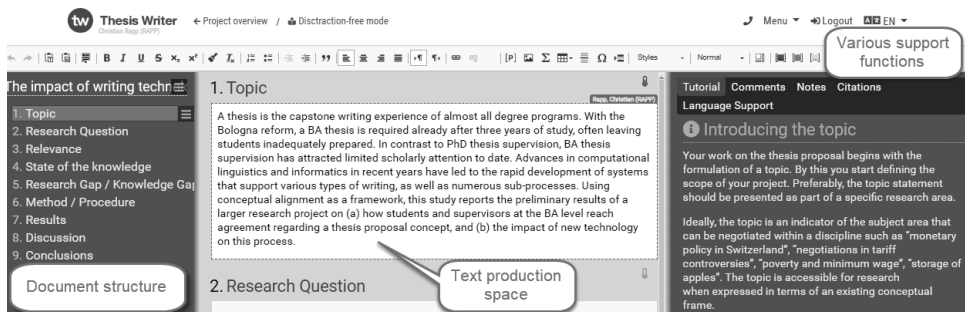 tw Thesis Writer
Christian Rapp (RAPP)
Project overview / Disctraction-free mode
Menu Logout EN
B I U S x₂ x² Iₓ Ω Σ [P] Styles Normal
Various support
functions
The impact of writing techn
1. Topic
2. Research Question
3. Relevance
4. State of the knowledge
5. Research Gap / Knowledge Gap
6. Method / Procedure
7. Results
8. Discussion
9. Conclusions
Document structure
1. Topic
Rapp, Christian (RAPP)
A thesis is the capstone writing experience of almost all degree programs. With the
Bologna reform, a BA thesis is required already after three years of study, often leaving
students inadequately prepared. In contrast to PhD thesis supervision, BA thesis
supervision has attracted limited scholarly attention to date. Advances in computational
linguistics and informatics in recent years have led to the rapid development of systems
that support various types of writing, as well as numerous sub-processes. Using
conceptual alignment as a framework, this study reports the preliminary results of a
larger research project on (a) how students and supervisors at the BA level reach
agreement regarding a thesis proposal concept, and (b) the impact of new technology
on this process.
Text production
space
2. Research Question
Tutorial Comments Notes Citations
Language Support
Introducing the topic
Your work on the thesis proposal begins with the
formulation of a topic. By this you start defining the
scope of your project. Preferably, the topic statement
should be presented as part of a specific research area.
Ideally, the topic is an indicator of the subject area that
can be negotiated within a discipline such as "monetary
policy in Switzerland", "negotiations in tariff
controversies", "poverty and minimum wage", "storage of
apples". The topic is accessible for research
when expressed in terms of an existing conceptual
frame.